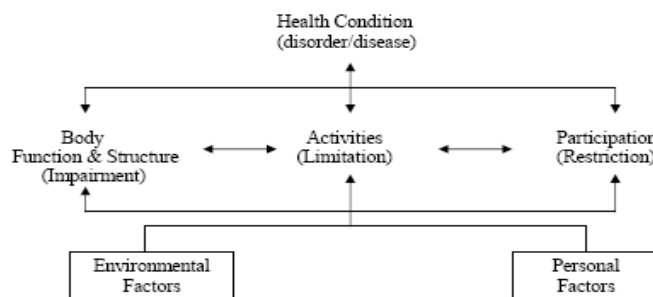 Health Condition
(disorder/disease)
Body
Function & Structure
(Impairment)
Activities
(Limitation)
Participation
(Restriction)
Environmental
Factors
Personal
Factors